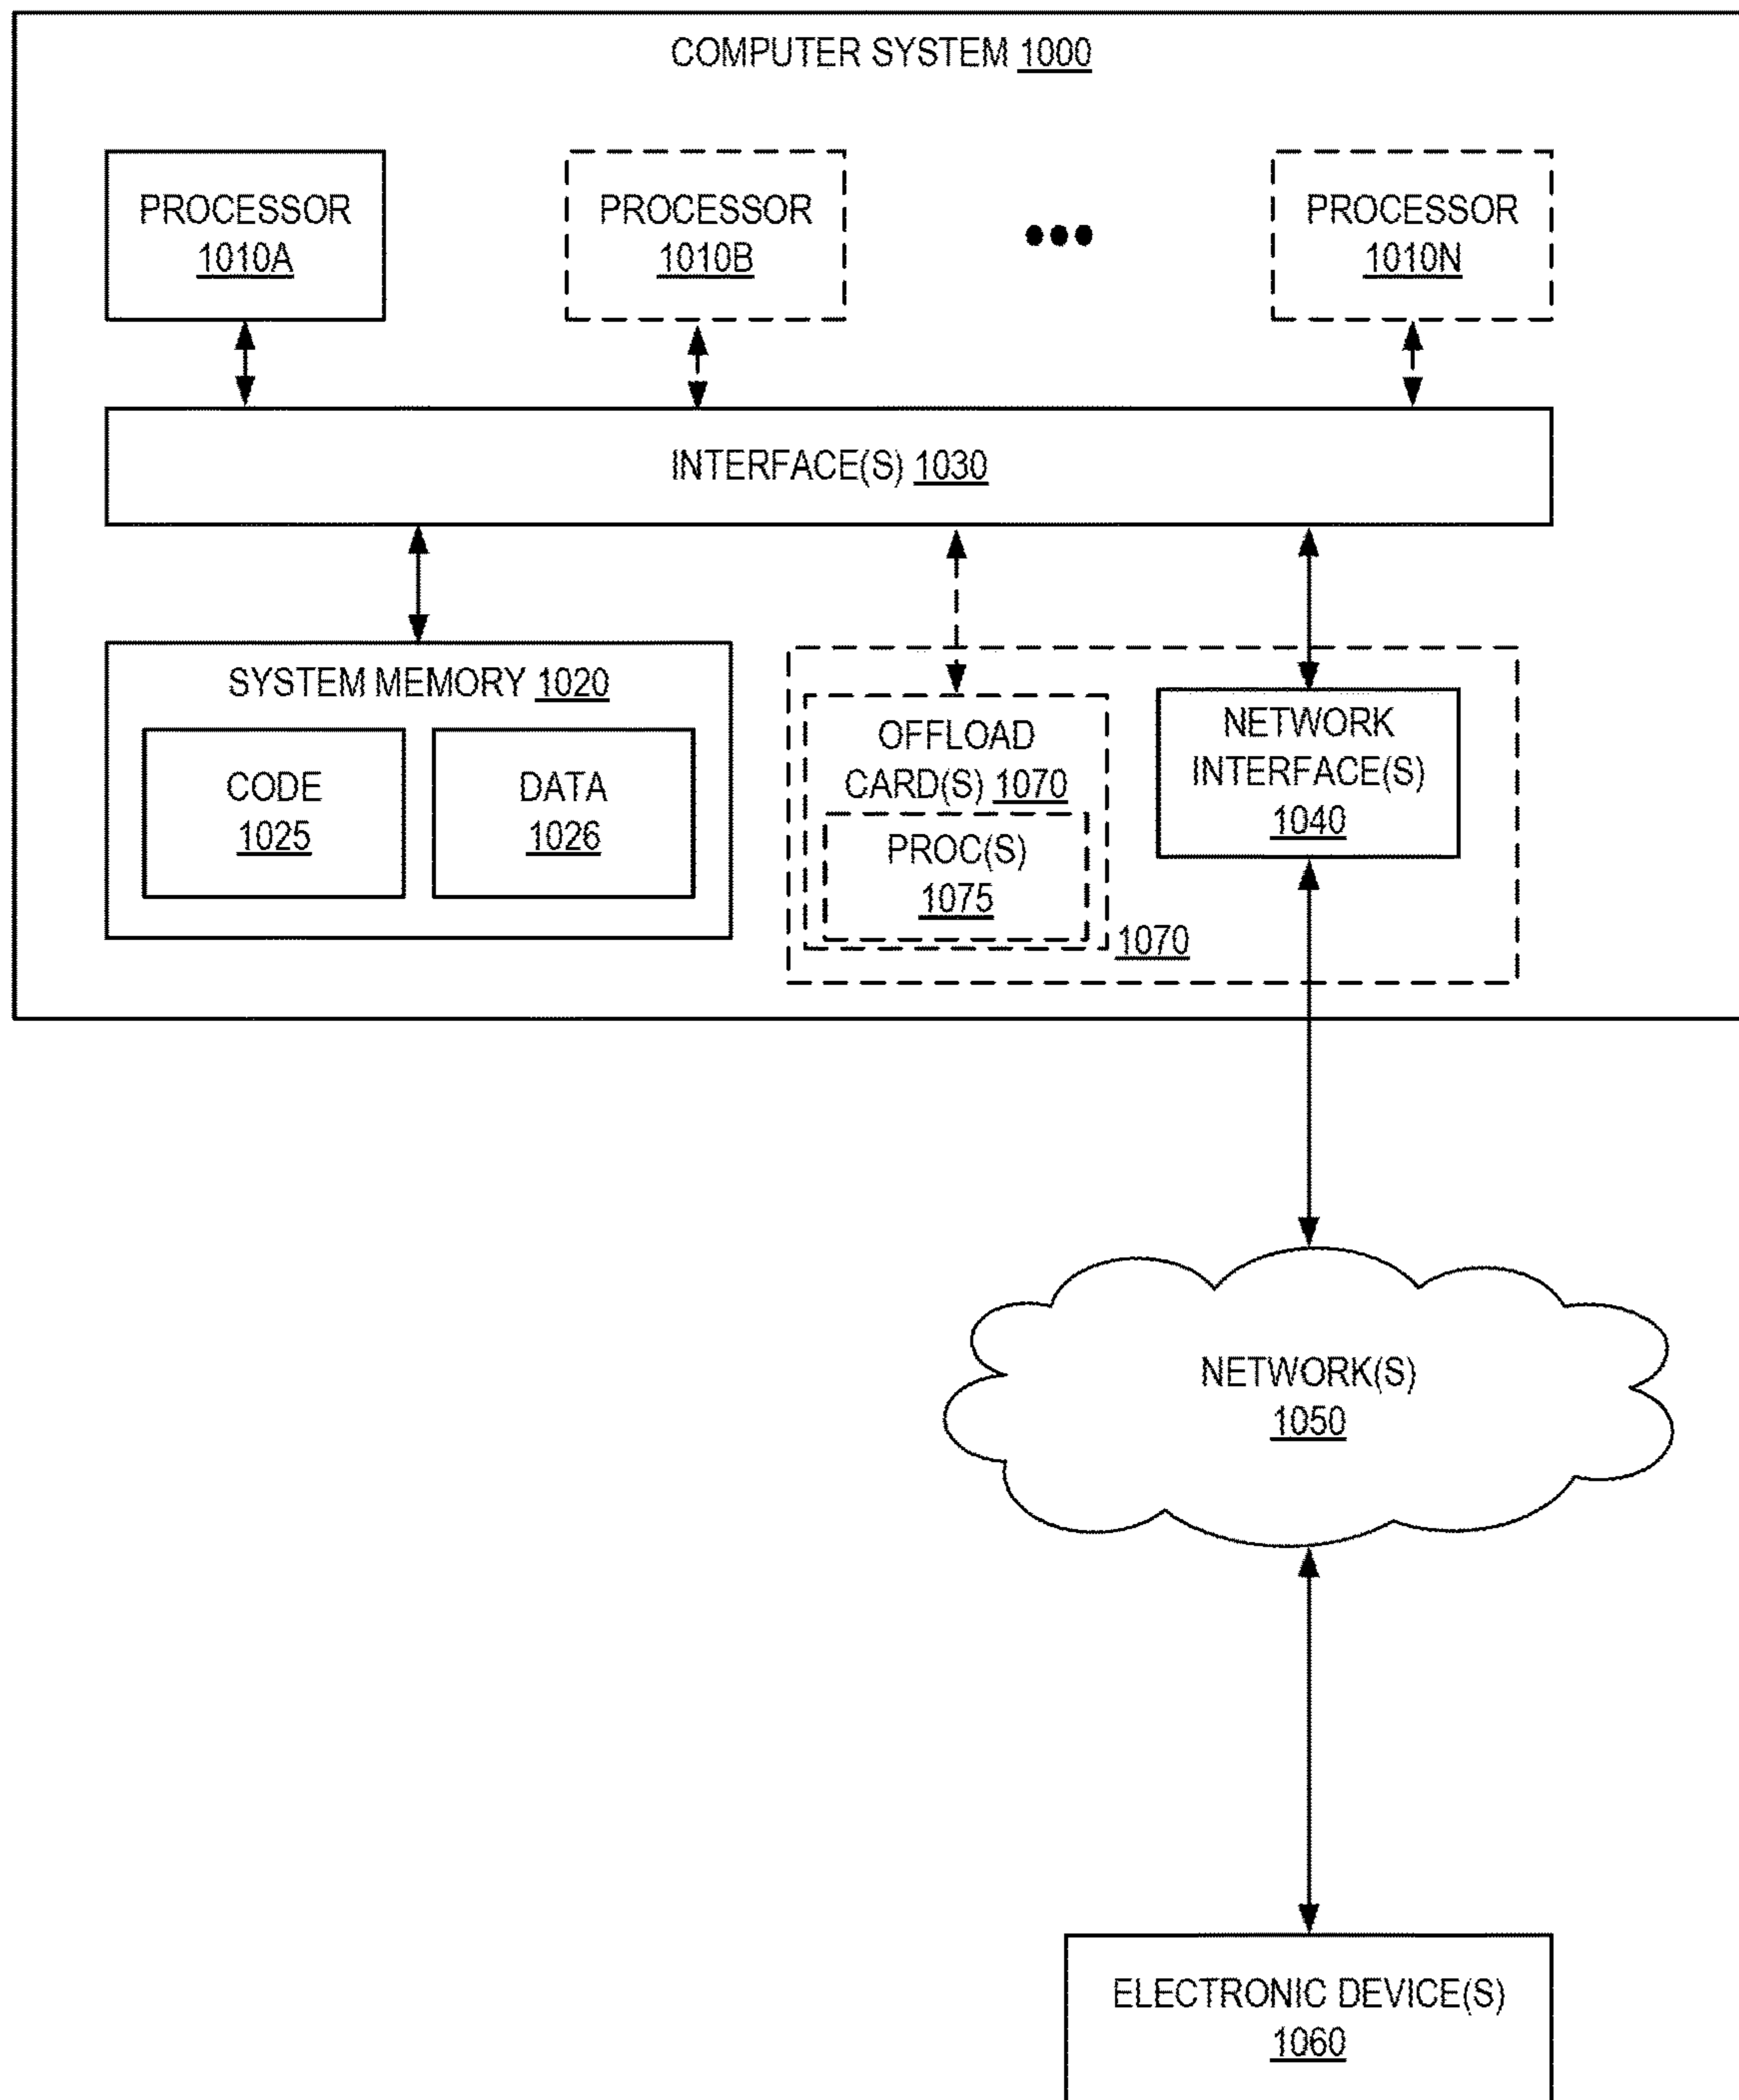 COMPUTER SYSTEM 1000
PROCESSOR
1010A
PROCESSOR
1010B
PROCESSOR
1010N
INTERFACE(S) 1030
SYSTEM MEMORY 1020
CODE
1025
DATA
1026
OFFLOAD
CARD(S) 1070
PROC(S)
1075
1070
NETWORK
INTERFACE(S)
1040
NETWORK(S)
1050
ELECTRONIC DEVICE(S)
1060